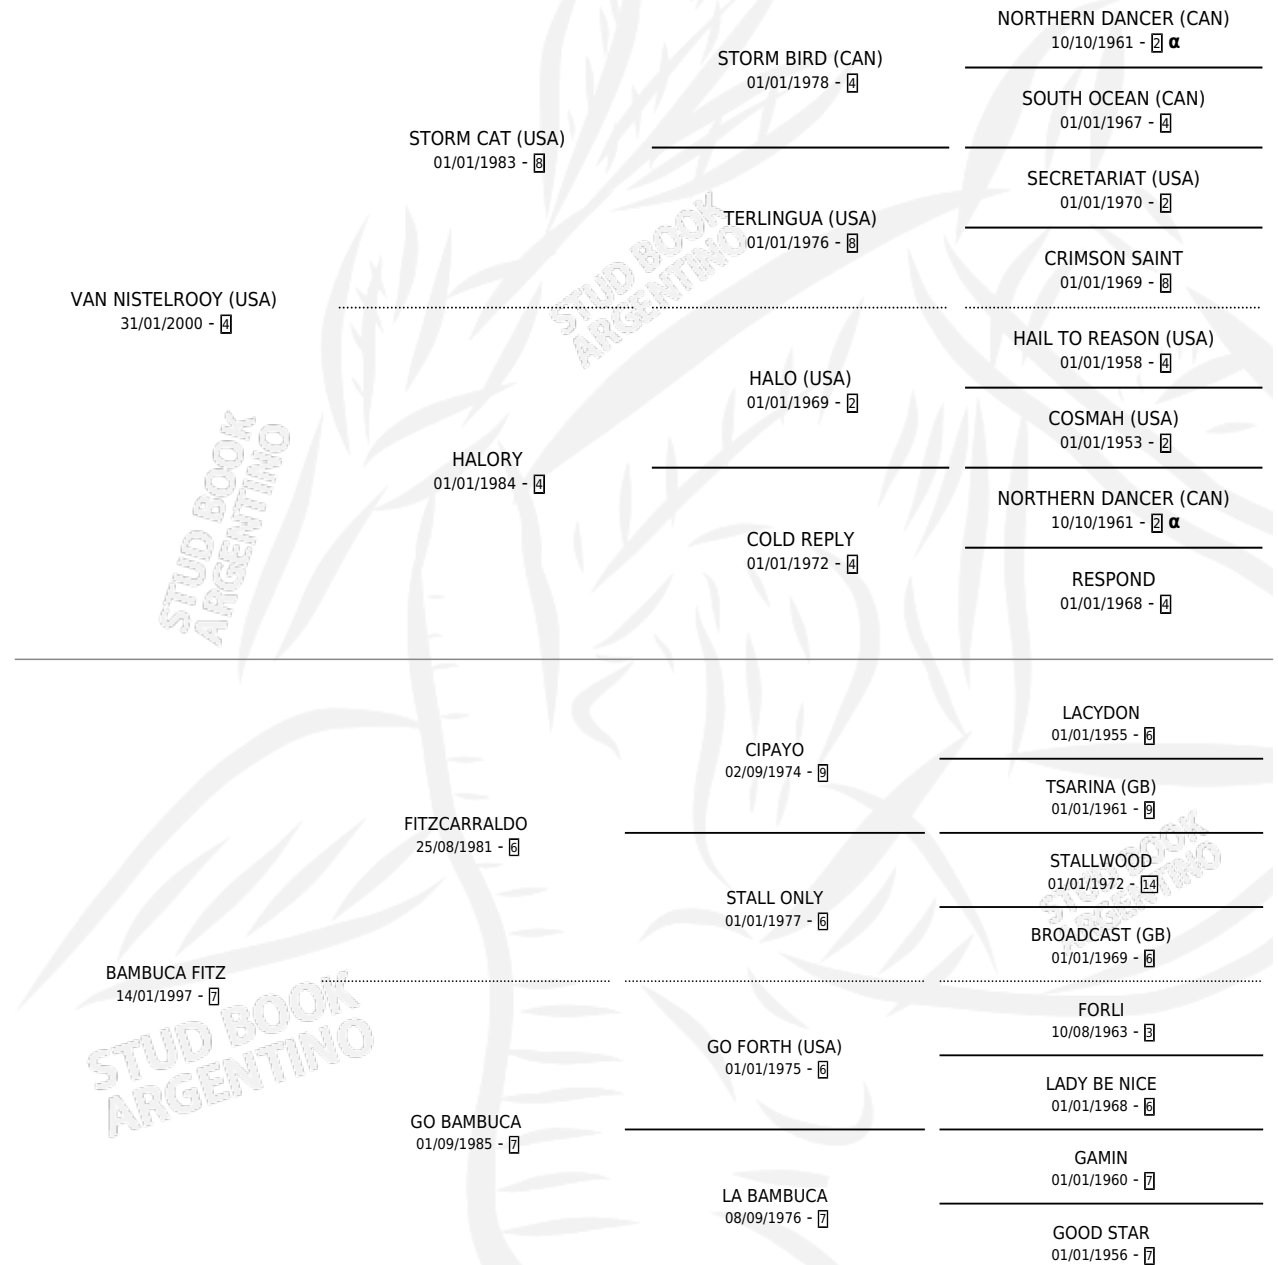 NORTHERN DANCER (CAN)
10/10/1961 - 2 α
STORM BIRD (CAN)
01/01/1978 - 4
SOUTH OCEAN (CAN)
01/01/1967 - 4
STORM CAT (USA)
01/01/1983 - 8
SECRETARIAT (USA)
01/01/1970 - 2
TERLINGUA (USA)
01/01/1976 - 8
CRIMSON SAINT
01/01/1969 - 8
VAN NISTELROOY (USA)
31/01/2000 - 4
HAIL TO REASON (USA)
01/01/1958 - 4
HALO (USA)
01/01/1969 - 2
COSMAH (USA)
01/01/1953 - 2
HALORY
01/01/1984 - 4
NORTHERN DANCER (CAN)
10/10/1961 - 2 α
COLD REPLY
01/01/1972 - 4
RESPOND
01/01/1968 - 4
LACYDON
01/01/1955 - 6
CIPAYO
02/09/1974 - 9
TSARINA (GB)
01/01/1961 - 9
FITZCARRALDO
25/08/1981 - 6
STALLWOOD
01/01/1972 - 14
STALL ONLY
01/01/1977 - 6
BROADCAST (GB)
01/01/1969 - 6
BAMBUCA FITZ
14/01/1997 - 7
FORLI
10/08/1963 - 3
GO FORTH (USA)
01/01/1975 - 6
LADY BE NICE
01/01/1968 - 6
GO BAMBUCA
01/09/1985 - 7
GAMIN
01/01/1960 - 7
LA BAMBUCA
08/09/1976 - 7
GOOD STAR
01/01/1956 - 7
STUD BOOK
ARGENTINO
STUD BOOK
ARGENTINO
STUD BOOK
ARGENTINO
STUD BOOK
ARGENTINO